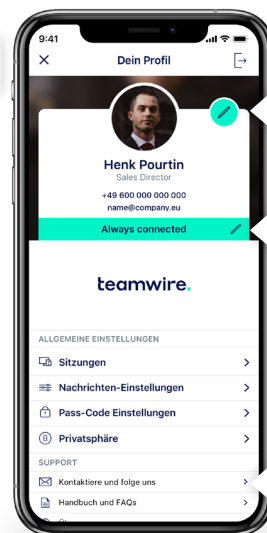 9:41
Dein Profil
Henk Pourtin
Sales Director
+49 600 000 000 000
name@company.eu
Always connected
teamwire.
ALLGEMEINE EINSTELLUNGEN
Sitzungen
Nachrichten-Einstellungen
Pass-Code Einstellungen
Privatsphäre
SUPPORT
Kontaktiere und folge uns
Handbuch und FAQs